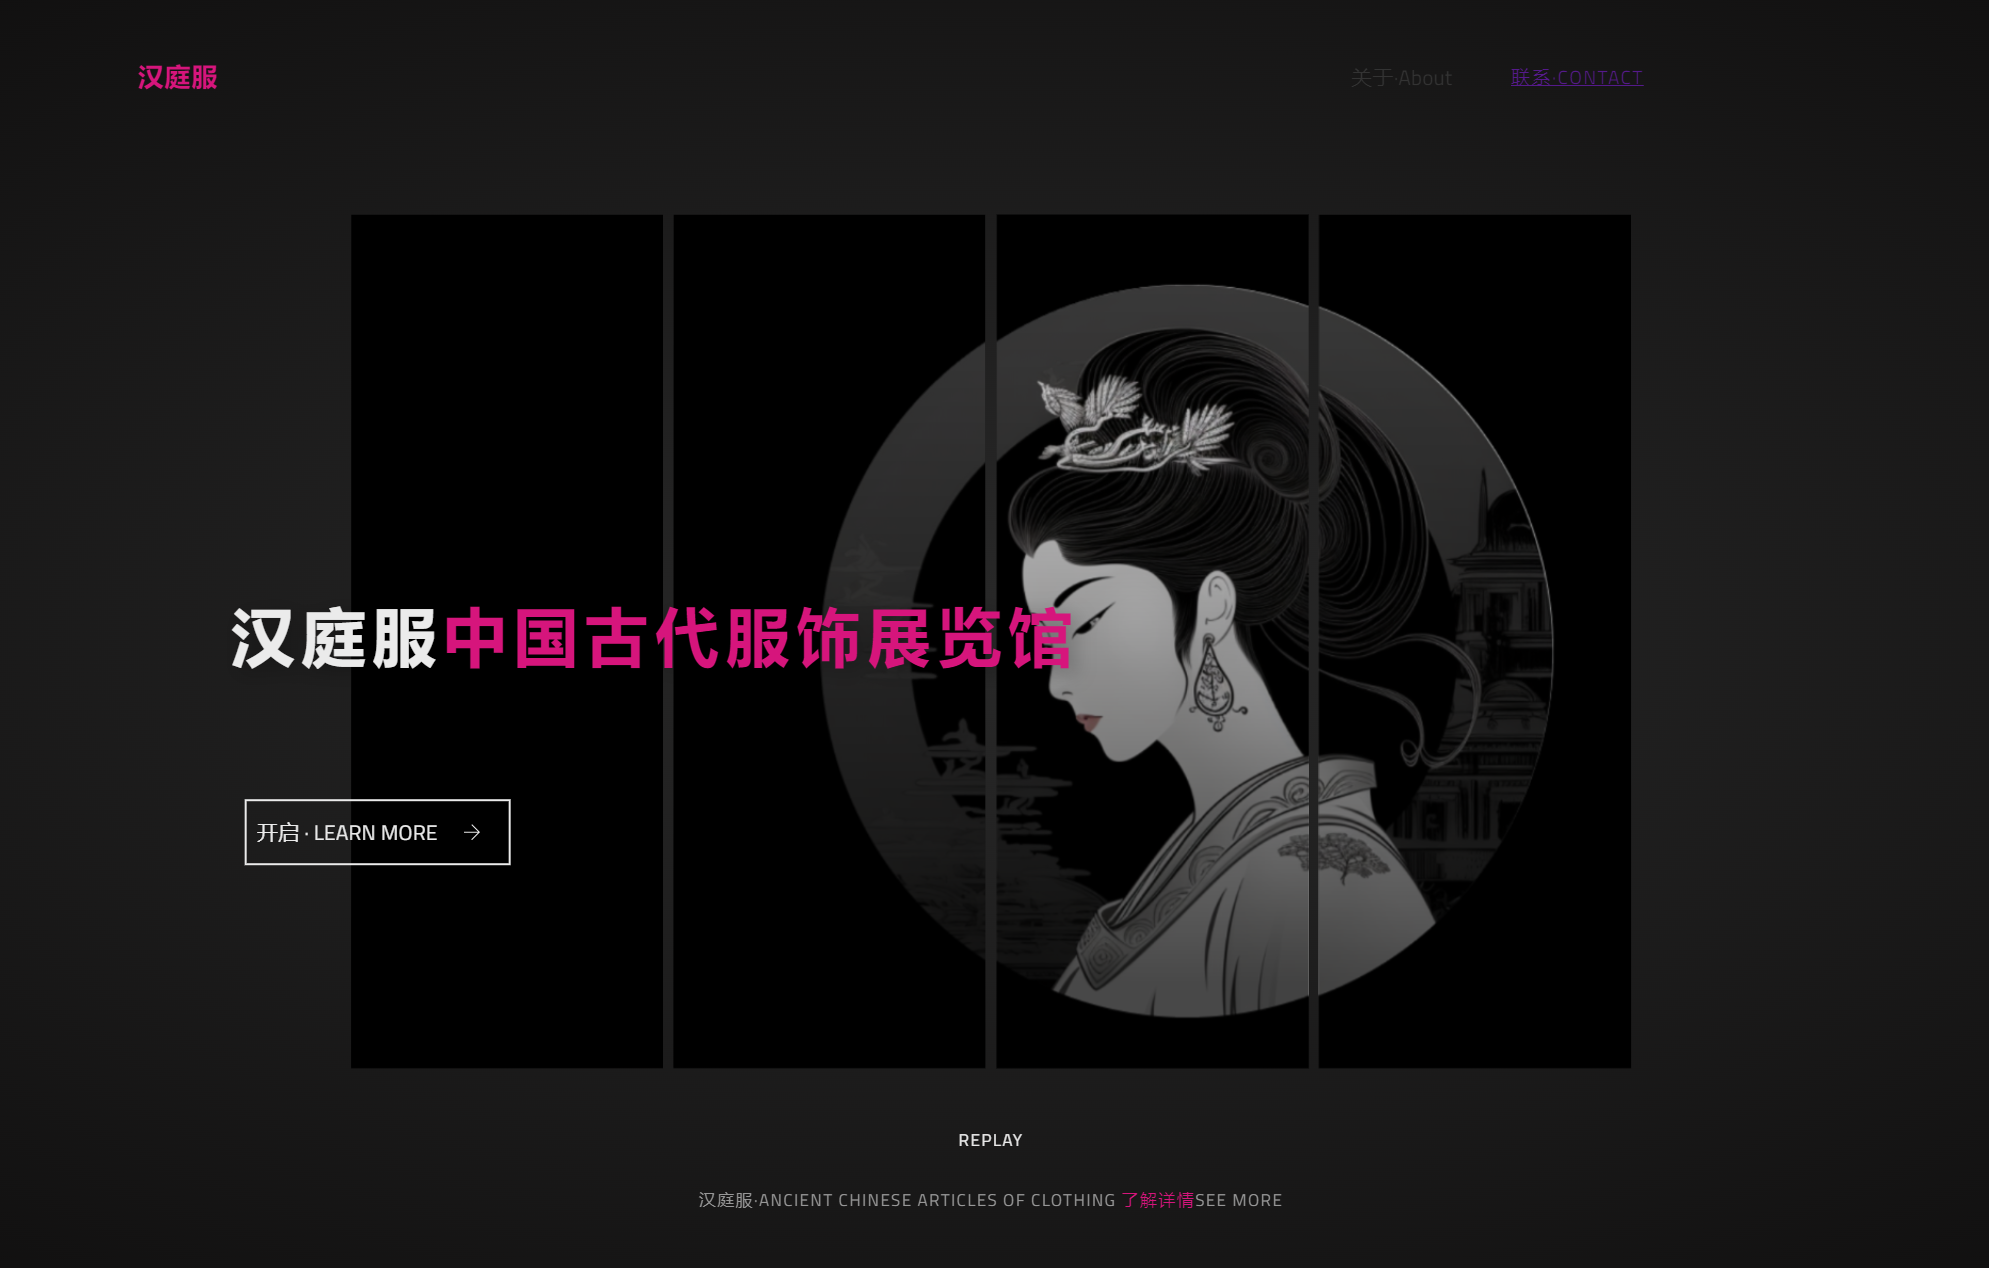 汉庭服
关于·About
联系·CONTACT
汉庭服中国古代服饰展览馆
开启 · LEARN MORE
REPLAY
汉庭服·ANCIENT CHINESE ARTICLES OF CLOTHING 了解详情SEE MORE